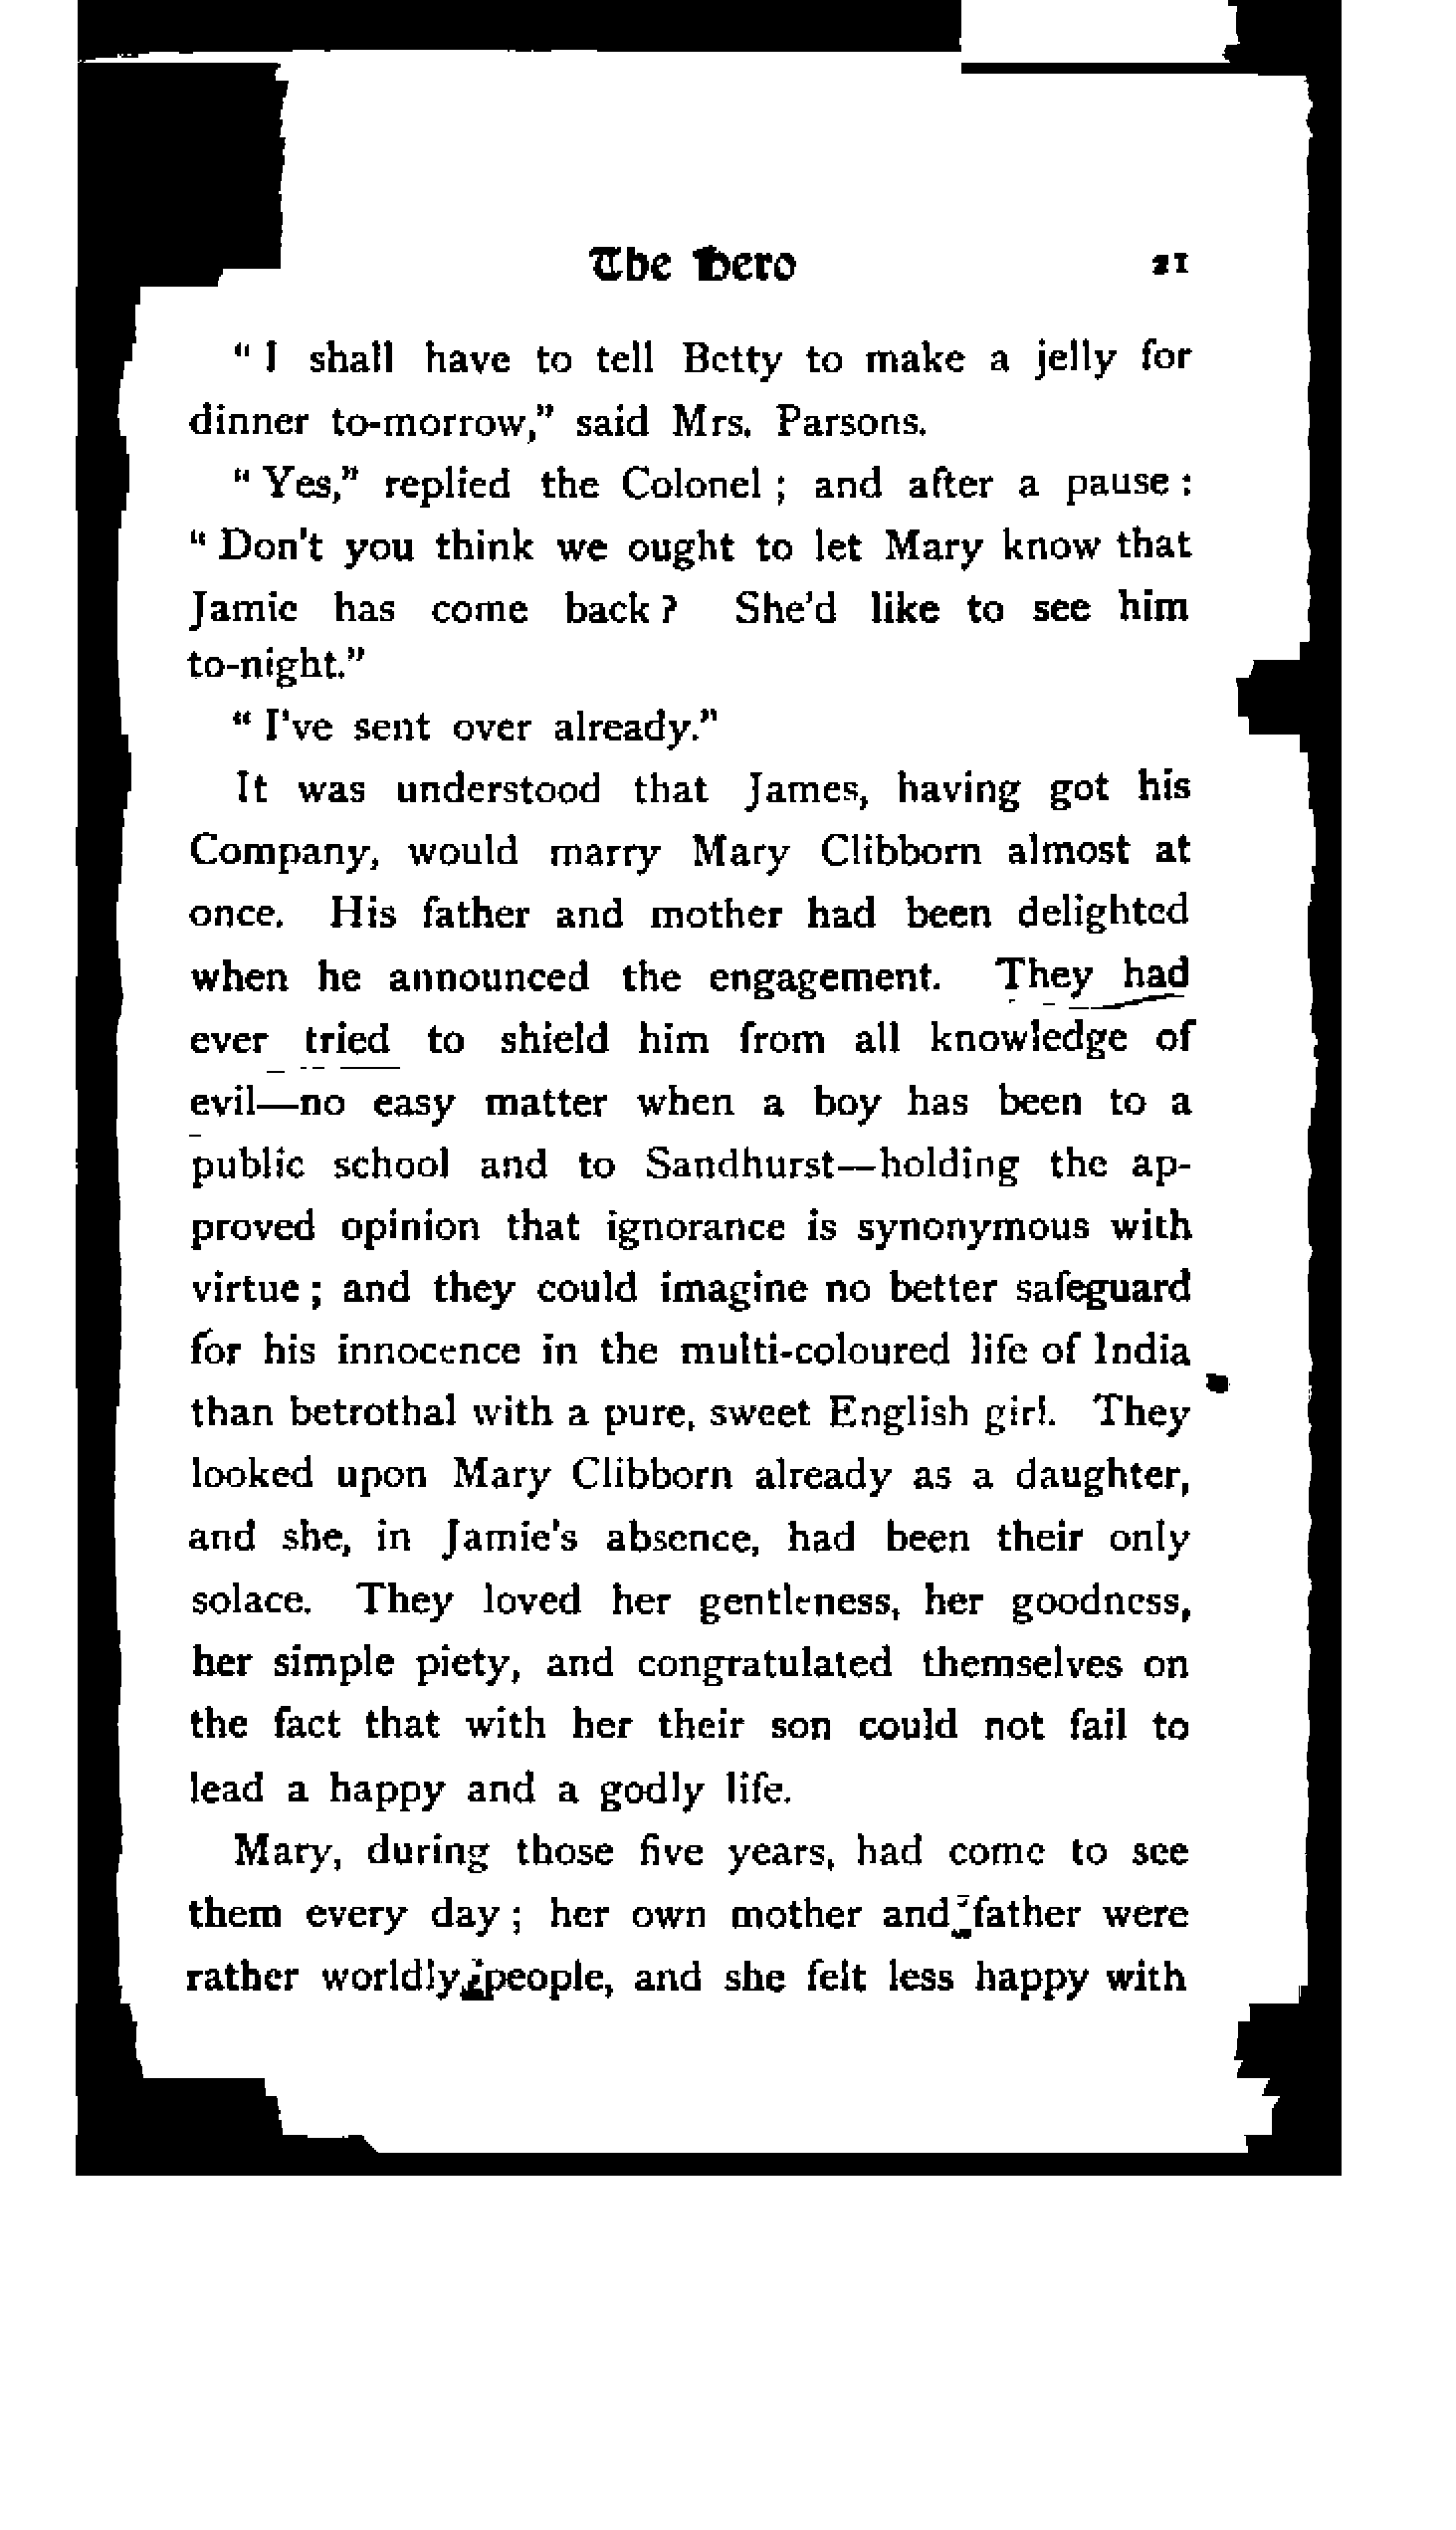 The Hero 21
“ I shall have to tell Betty to make a jelly for
dinner to-morrow,” said Mrs. Parsons.
“ Yes,” replied the Colonel ; and after a pause :
“ Don't you think we ought to let Mary know that
Jamie has come back ? She’d like to see him
to-night.”
“ I've sent over already.”
It was understood that James, having got his
Company, would marry Mary Clibborn almost at
once. His father and mother had been delighted
when he announced the engagement. They had
ever tried to shield him from all knowledge of
evil—no easy matter when a boy has been to a
public school and to Sandhurst—holding the ap-
proved opinion that ignorance is synonymous with
virtue ; and they could imagine no better safeguard
for his innocence in the multi-coloured life of India
than betrothal with a pure, sweet English girl. They
looked upon Mary Clibborn already as a daughter,
and she, in Jamie's absence, had been their only
solace. They loved her gentleness, her goodness,
her simple piety, and congratulated themselves on
the fact that with her their son could not fail to
lead a happy and a godly life.
Mary, during those five years, had come to see
them every day ; her own mother and father were
rather worldly people, and she felt less happy with